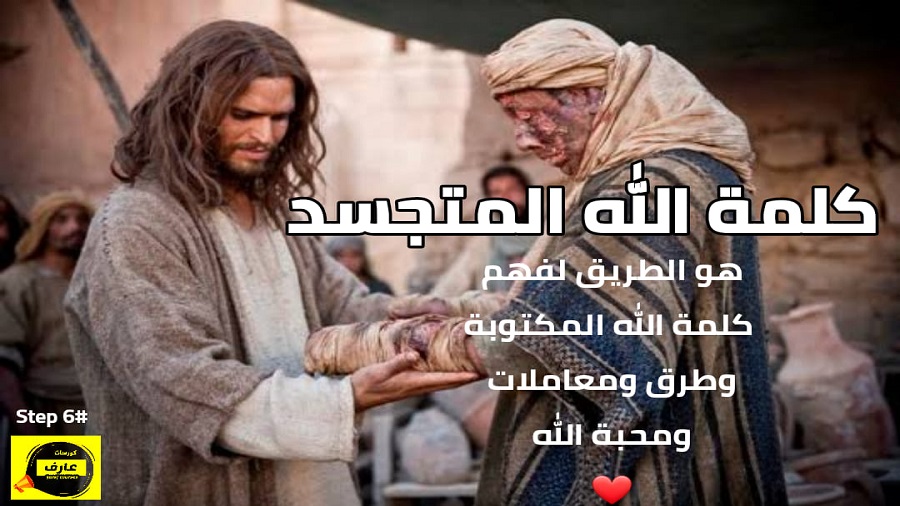 كلمة الله المتجسد
هو الطريق لفهم
كلمة الله المكتوبة
وطرق ومعاملات
ومحبة الله
Step 6#
كورسات
عارف